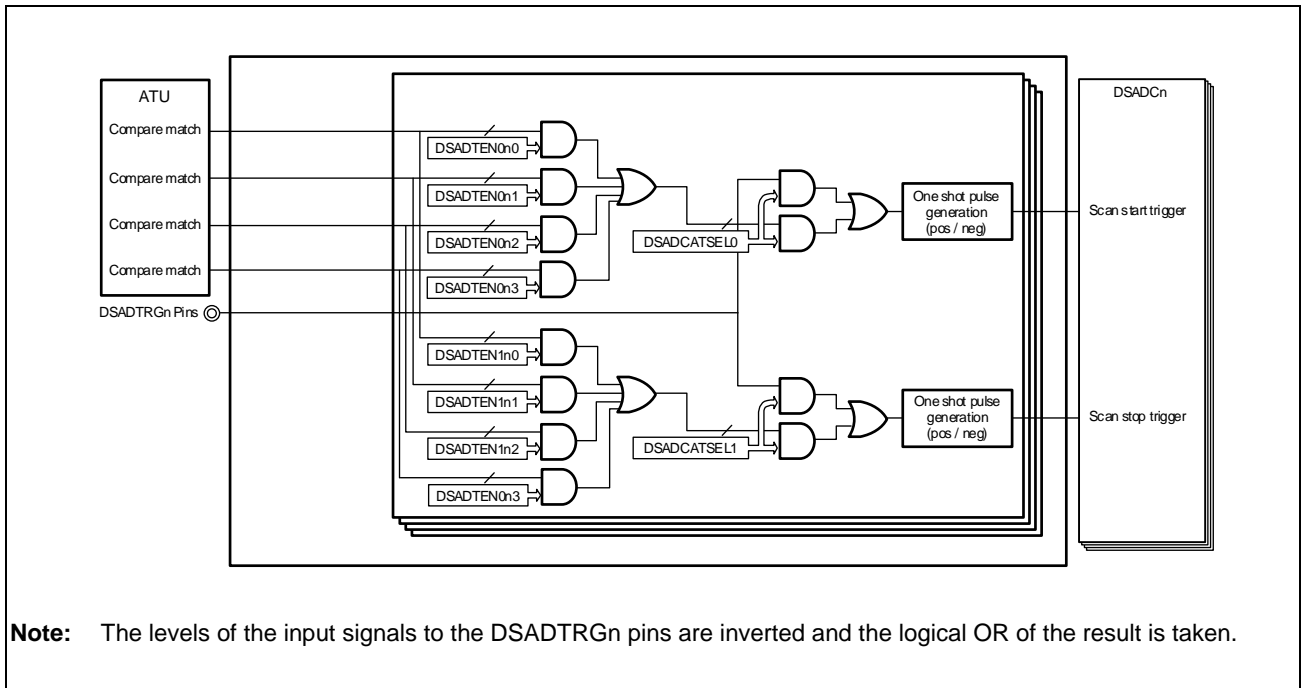 ATU
Compare match
Compare match
Compare match
Compare match
DSADTRGn Pins
DSADTEN0n0
DSADTEN0n1
DSADTEN0n2
DSADTEN0n3
DSADTEN1n0
DSADTEN1n1
DSADTEN1n2
DSADTEN0n3
DSADCATSEL0
DSADCATSEL1
One shot pulse
generation
(pos / neg)
One shot pulse
generation
(pos / neg)
DSADCn
Scan start trigger
Scan stop trigger
Note: The levels of the input signals to the DSADTRGn pins are inverted and the logical OR of the result is taken.